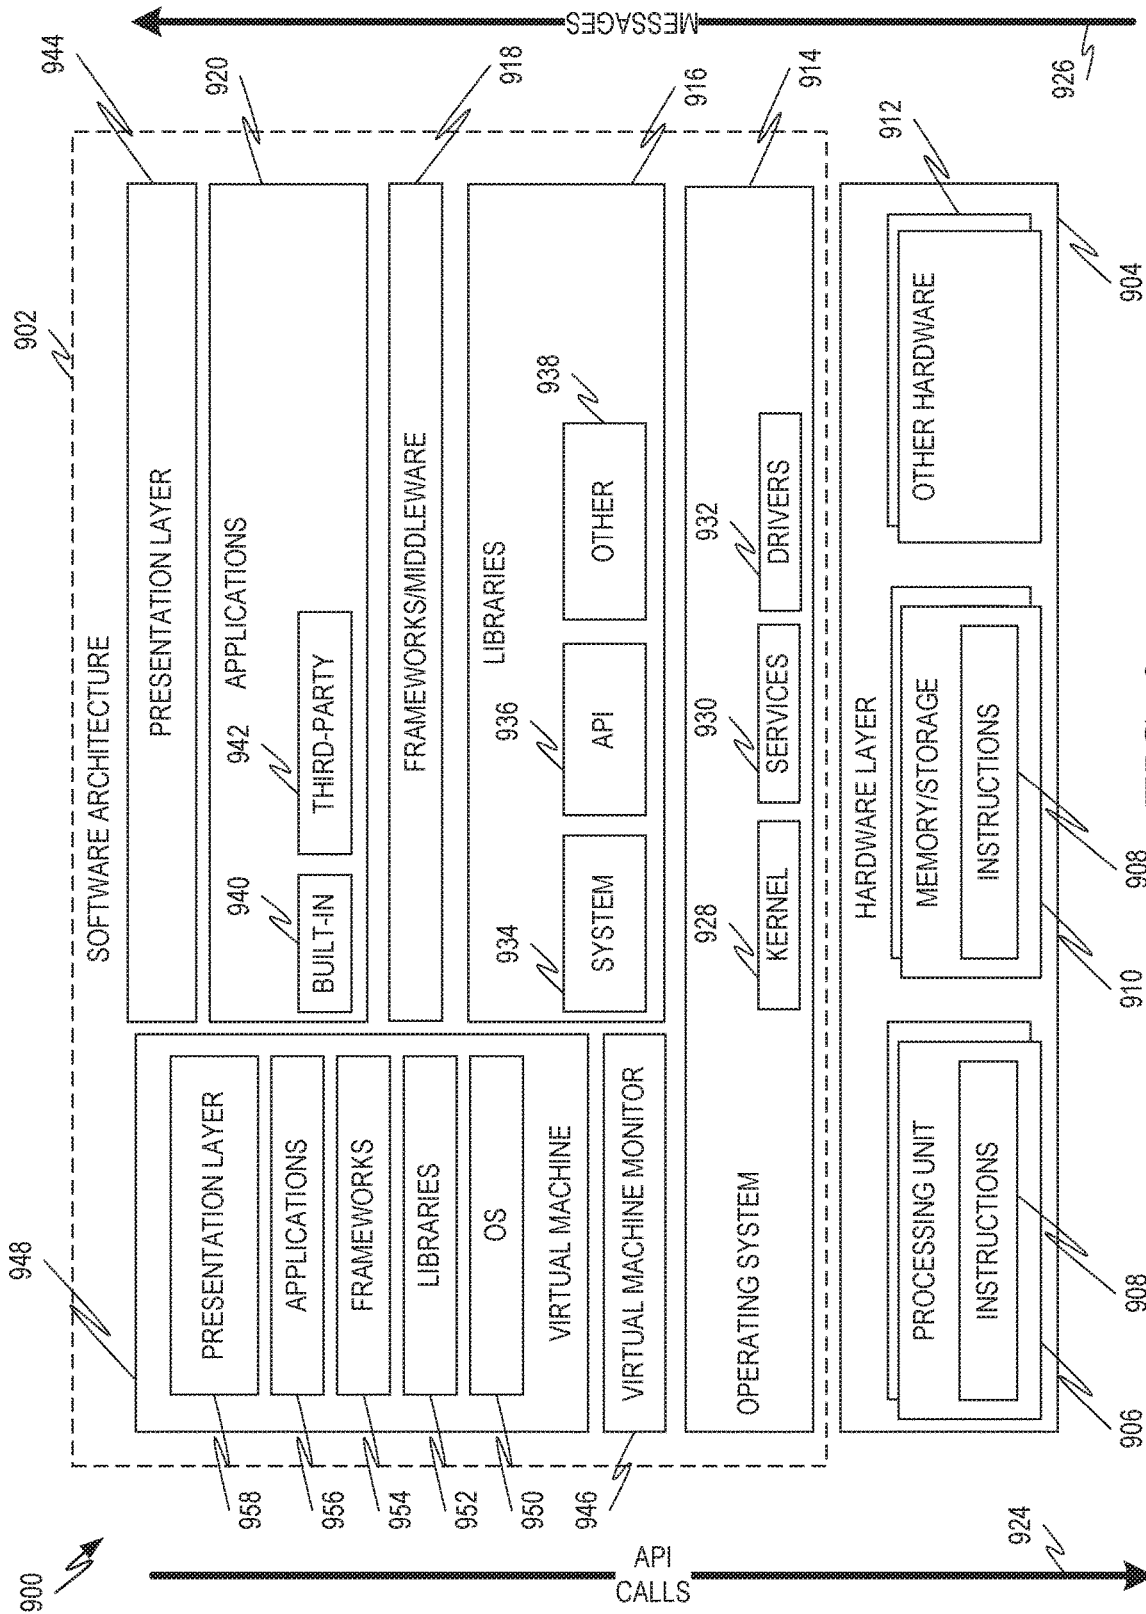 900
948
902
944
SOFTWARE ARCHITECTURE
PRESENTATION LAYER
920
958
PRESENTATION LAYER
940
942
APPLICATIONS
956
APPLICATIONS
BUILT-IN
THIRD-PARTY
918
954
FRAMEWORKS
FRAMEWORKS/MIDDLEWARE
952
LIBRARIES
LIBRARIES
916
950
OS
934
936
938
VIRTUAL MACHINE
SYSTEM
API
OTHER
946
VIRTUAL MACHINE MONITOR
914
928
930
932
OPERATING SYSTEM
KERNEL
SERVICES
DRIVERS
API
CALLS
MESSAGES
HARDWARE LAYER
912
PROCESSING UNIT
MEMORY/STORAGE
OTHER HARDWARE
INSTRUCTIONS
INSTRUCTIONS
924
906
908
910
908
904
926